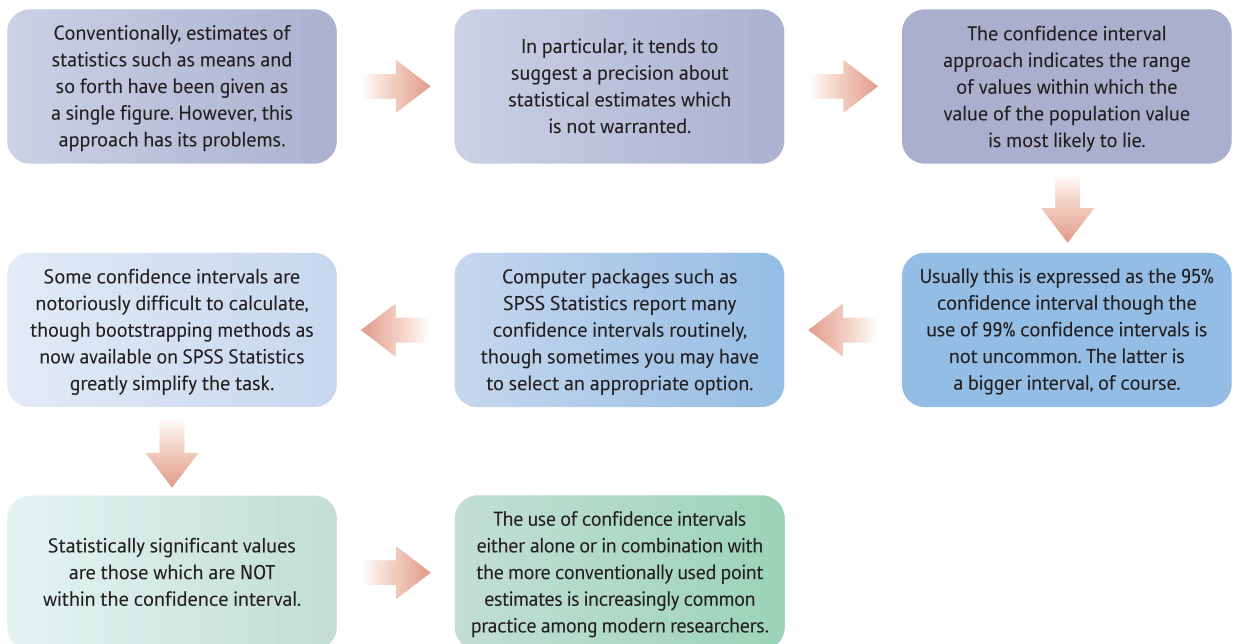 Conventionally, estimates of
statistics such as means and
so forth have been given as
a single figure. However, this
approach has its problems.
In particular, it tends to
suggest a precision about
statistical estimates which
is not warranted.
The confidence interval
approach indicates the range
of values within which the
value of the population value
is most likely to lie.
Usually this is expressed as the 95%
confidence interval though the
use of 99% confidence intervals is
not uncommon. The latter is
a bigger interval, of course.
Computer packages such as
SPSS Statistics report many
confidence intervals routinely,
though sometimes you may have
to select an appropriate option.
Some confidence intervals are
notoriously difficult to calculate,
though bootstrapping methods as
now available on SPSS Statistics
greatly simplify the task.
Statistically significant values
are those which are NOT
within the confidence interval.
The use of confidence intervals
either alone or in combination with
the more conventionally used point
estimates is increasingly common
practice among modern researchers.